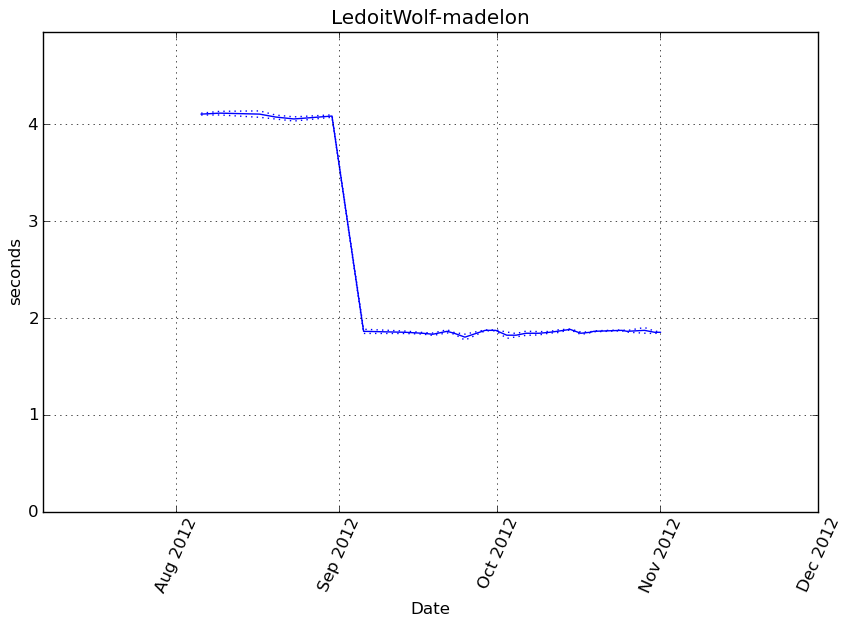 LedoitWolf-madelon
4
3
2
1
0
seconds
Aug 2012
Sep 2012
Oct 2012
Nov 2012
Dec 2012
Date